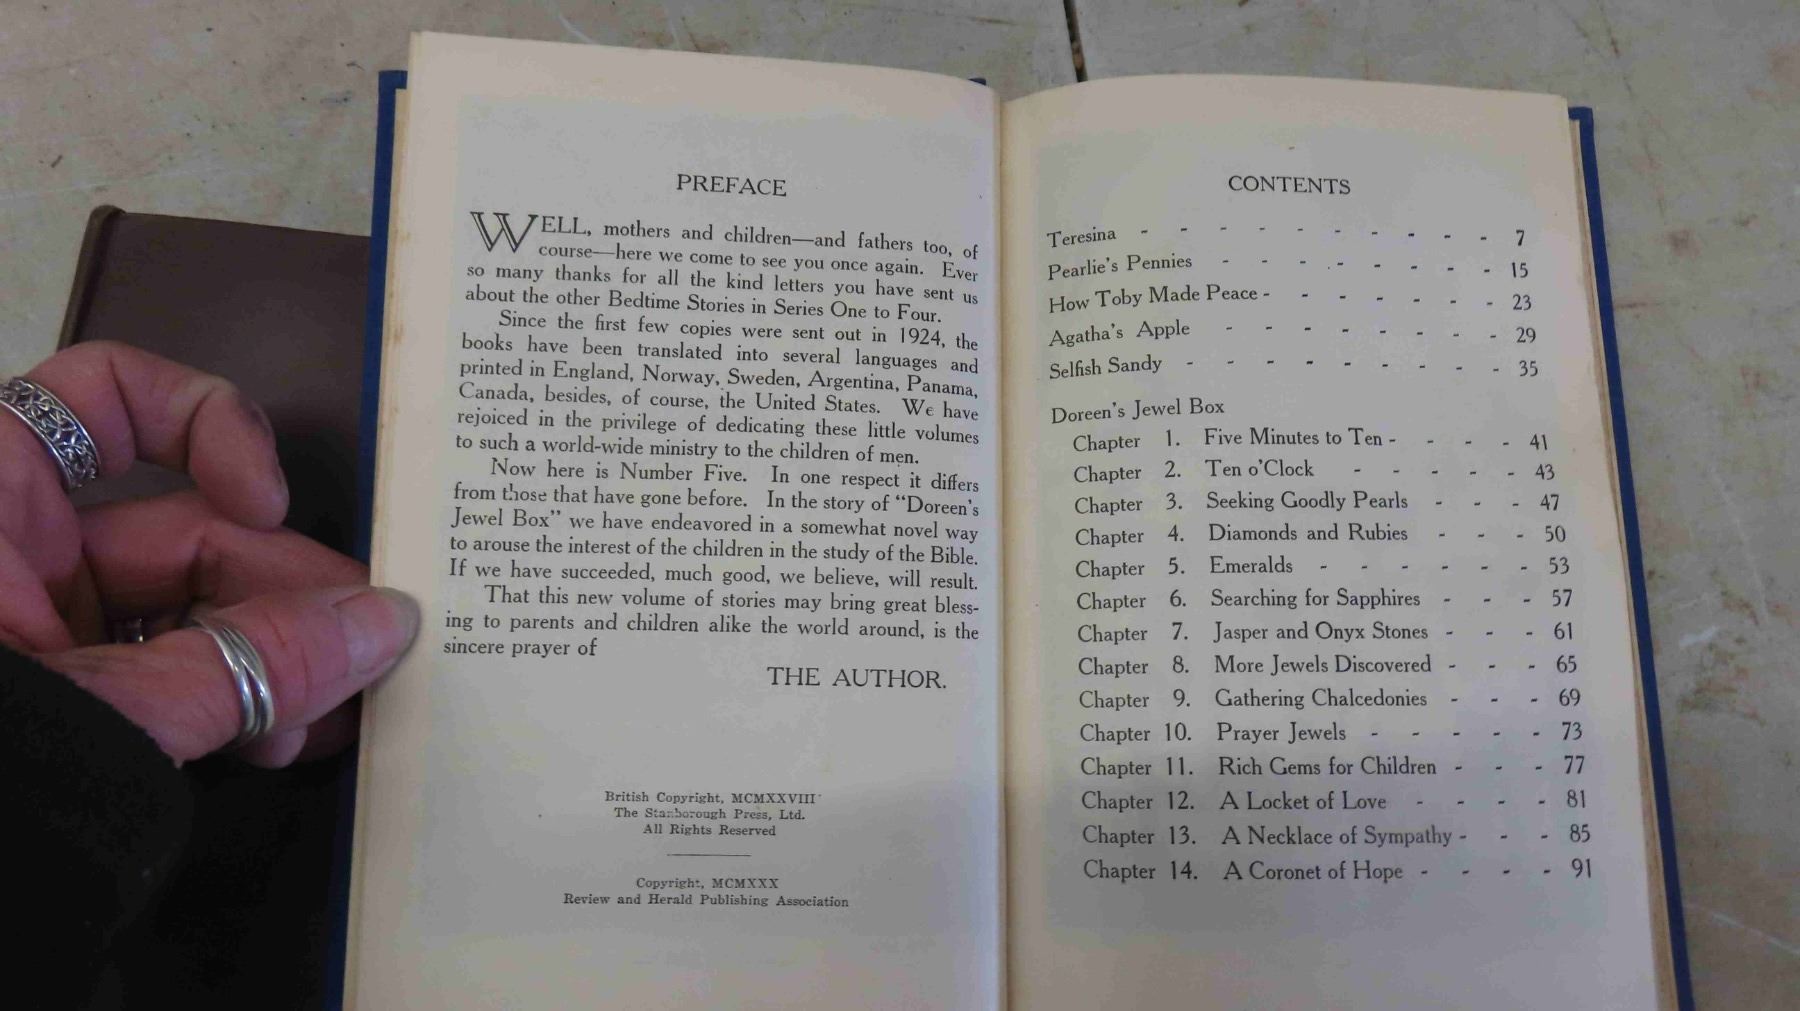 PREFACE
WELL, mothers and children—and fathers too, of
course—here we come to see you once again. Ever
so many thanks for all the kind letters you have sent us
about the other Bedtime Stories in Series One to Four.
Since the first few copies were sent out in 1924, the
books have been translated into several languages and
printed in England, Norway, Sweden, Argentina, Panama,
Canada, besides, of course, the United States. We have
rejoiced in the privilege of dedicating these little volumes
to such a world-wide ministry to the children of men.
Now here is Number Five. In one respect it differs
from those that have gone before. In the story of “Doreen's
Jewel Box” we have endeavored in a somewhat novel way
to arouse the interest of the children in the study of the Bible.
If we have succeeded, much good, we believe, will result.
That this new volume of stories may bring great bless-
ing to parents and children alike the world around, is the
sincere prayer of
THE AUTHOR.
British Copyright, MCMXXVIII
The Stanborough Press, Ltd.
All Rights Reserved
Copyright, MCMXXX
Review and Herald Publishing Association
CONTENTS
Teresina - - - - - - - - - 7
Pearlie's Pennies - - - - - - - - 15
How Toby Made Peace - - - - - - - 23
Agatha's Apple - - - - - - - - 29
Selfish Sandy - - - - - - - - - 35
Doreen's Jewel Box
Chapter 1. Five Minutes to Ten - - - - 41
Chapter 2. Ten o'Clock - - - - - 43
Chapter 3. Seeking Goodly Pearls - - - 47
Chapter 4. Diamonds and Rubies - - - 50
Chapter 5. Emeralds - - - - - - 53
Chapter 6. Searching for Sapphires - - - 57
Chapter 7. Jasper and Onyx Stones - - - 61
Chapter 8. More Jewels Discovered - - - 65
Chapter 9. Gathering Chalcedonies - - - 69
Chapter 10. Prayer Jewels - - - - - 73
Chapter 11. Rich Gems for Children - - - 77
Chapter 12. A Locket of Love - - - - 81
Chapter 13. A Necklace of Sympathy - - - 85
Chapter 14. A Coronet of Hope - - - - 91